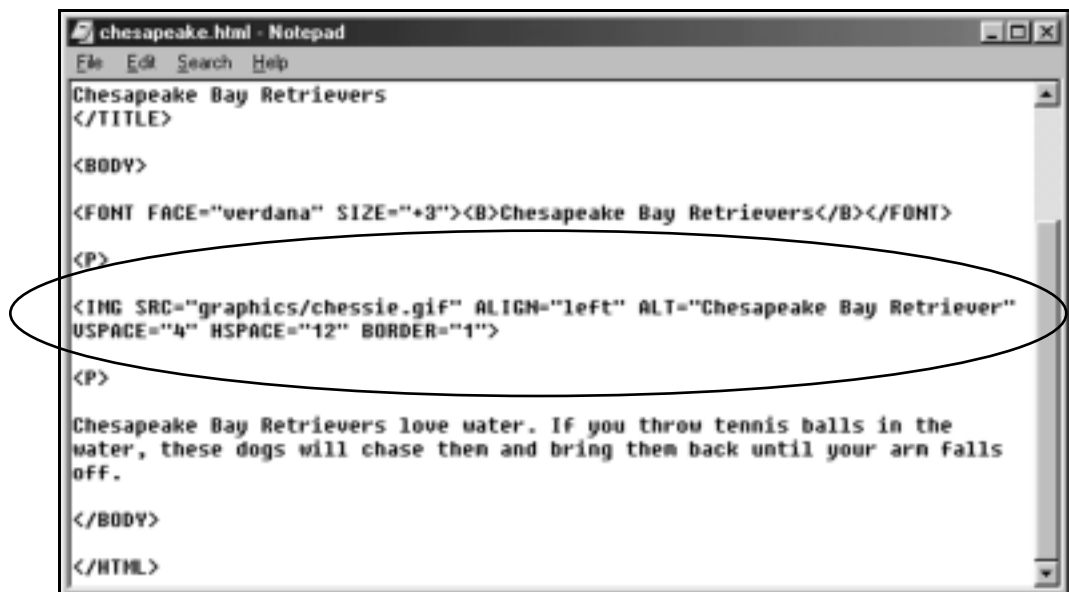 chesapeake.html - Notepad
File Edit Search Help
Chesapeake Bay Retrievers
</TITLE>
<BODY>
<FONT FACE="verdana" SIZE="+3"><B>Chesapeake Bay Retrievers</B></FONT>
<P>
<IMG SRC="graphics/chessie.gif" ALIGN="left" ALT="Chesapeake Bay Retriever"
VSPACE="4" HSPACE="12" BORDER="1">
<P>
Chesapeake Bay Retrievers love water. If you throw tennis balls in the
water, these dogs will chase them and bring them back until your arm falls
off.
</BODY>
</HTML>